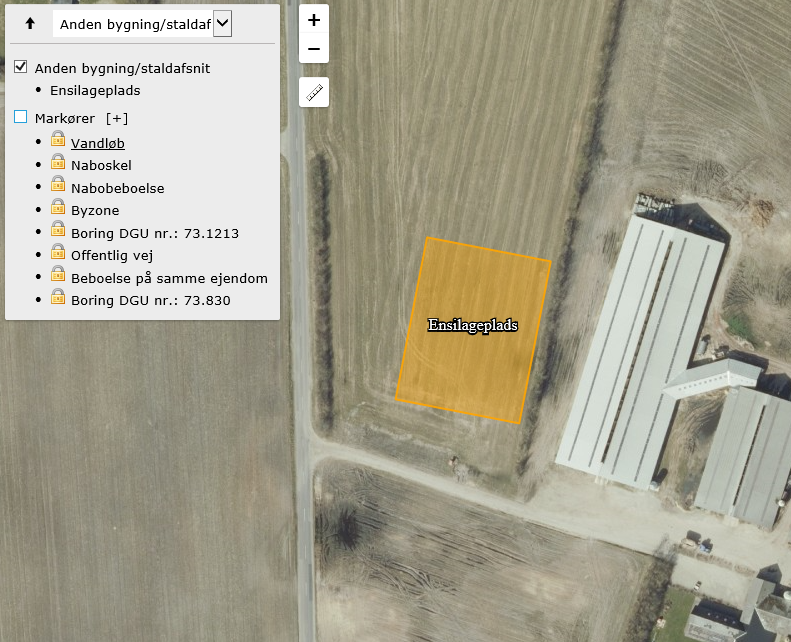 Anden bygning/staldaf
Anden bygning/staldafsnit
Ensilageplads
Markører [+]
Vandløb
Naboskel
Nabobeboelse
Byzone
Boring DGU nr.: 73.1213
Offentlig vej
Beboelse på samme ejendom
Boring DGU nr.: 73.830
+
−
Ensilageplads